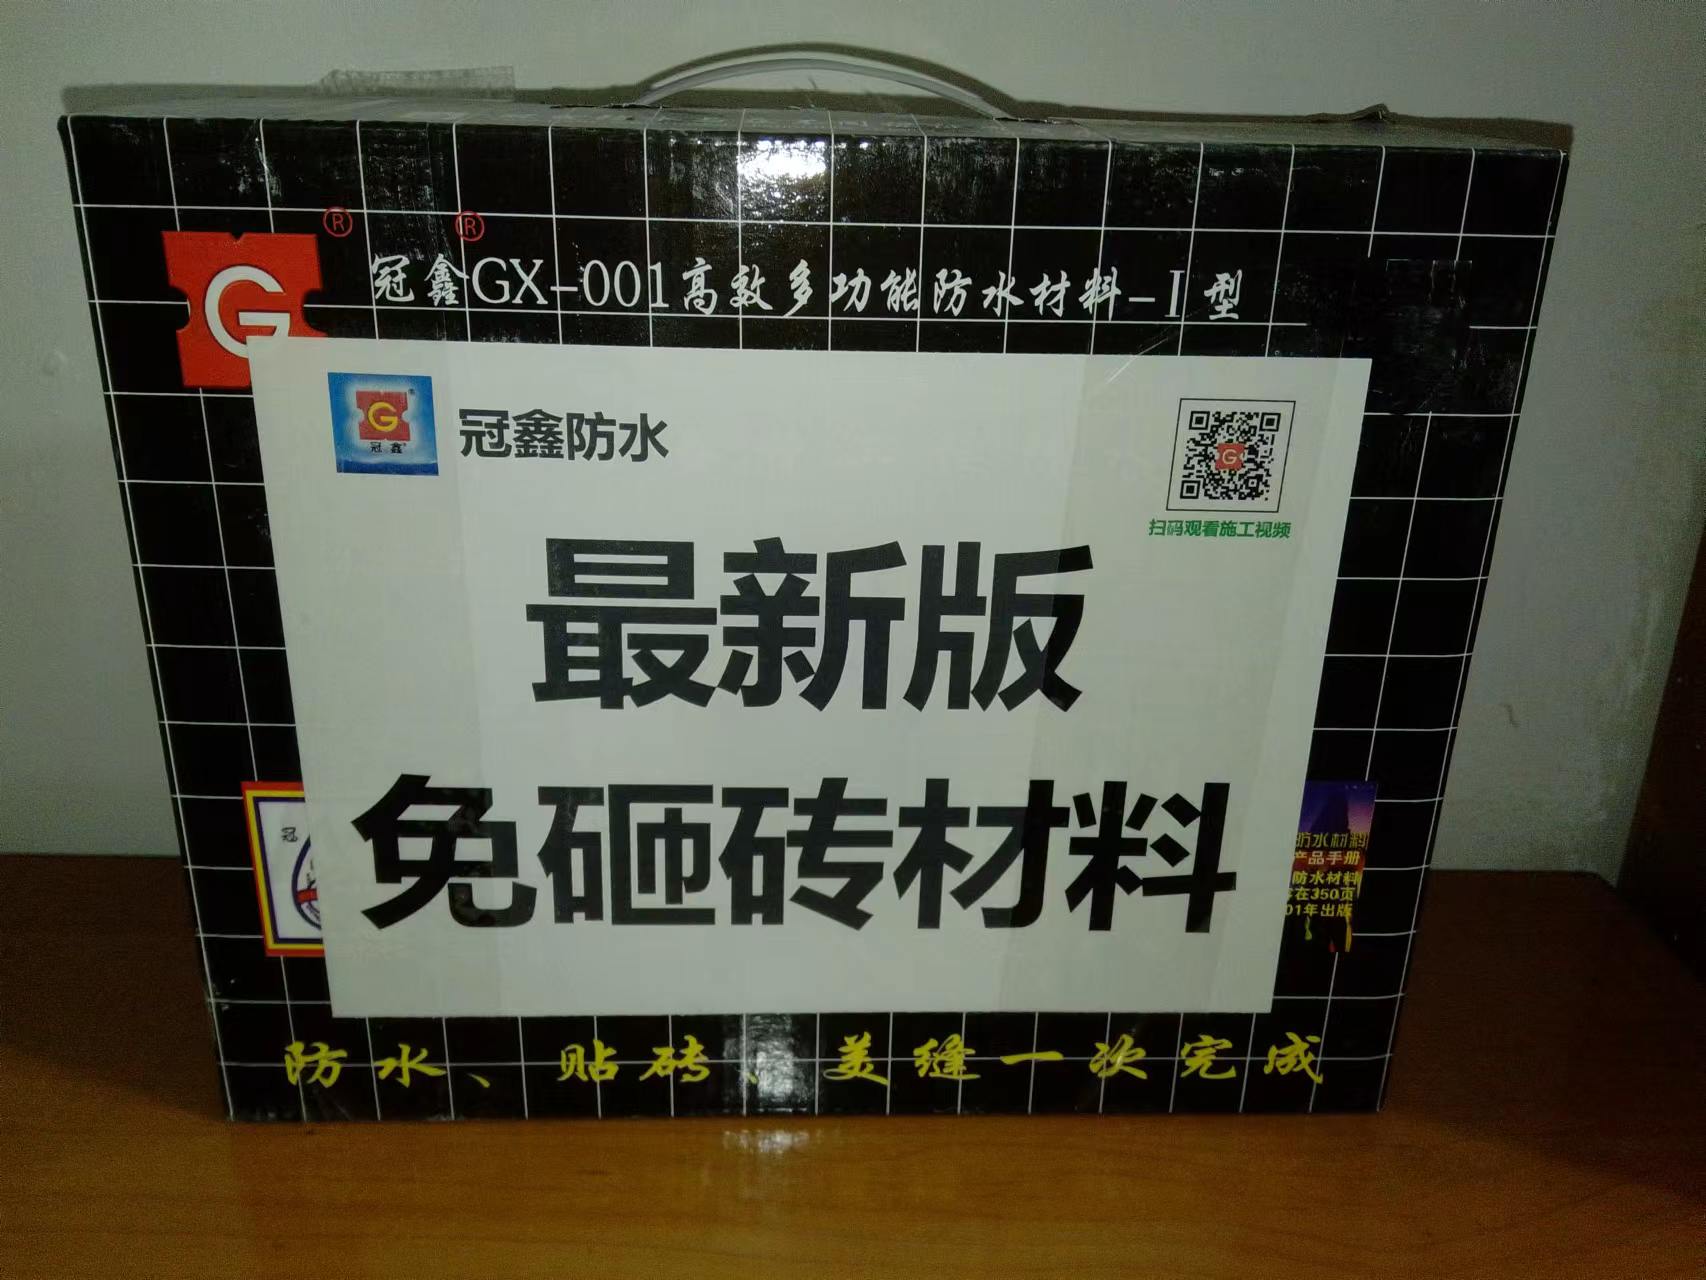 ® ®
G 冠鑫GX-001高效多功能防水材料-I型
G
冠鑫
冠鑫防水
G
扫码观看施工视频
最新版
免砸砖材料
冠
防水材料
产品手册
防水材料
在350页
01年出版
防水、贴砖、美缝一次完成